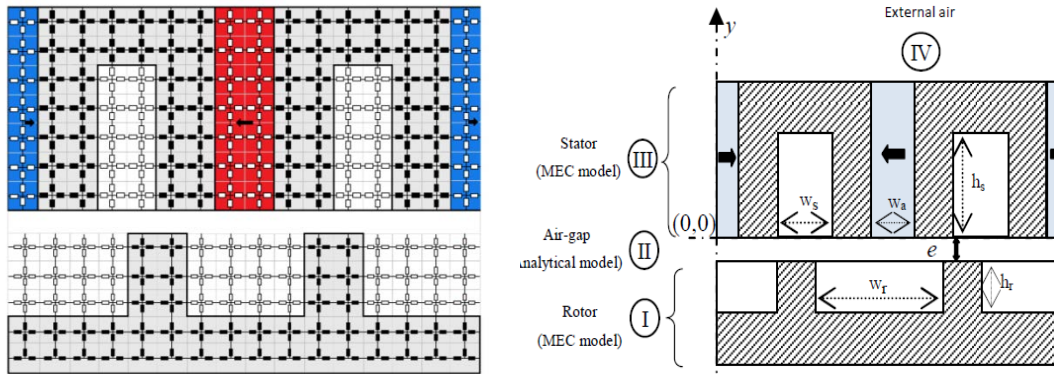 External air
y
IV
Stator
(MEC model)
III
h_s
w_s
w_a
(0,0)
Air-gap
nalytical model)
II
e
w_r
h_r
Rotor
(MEC model)
I